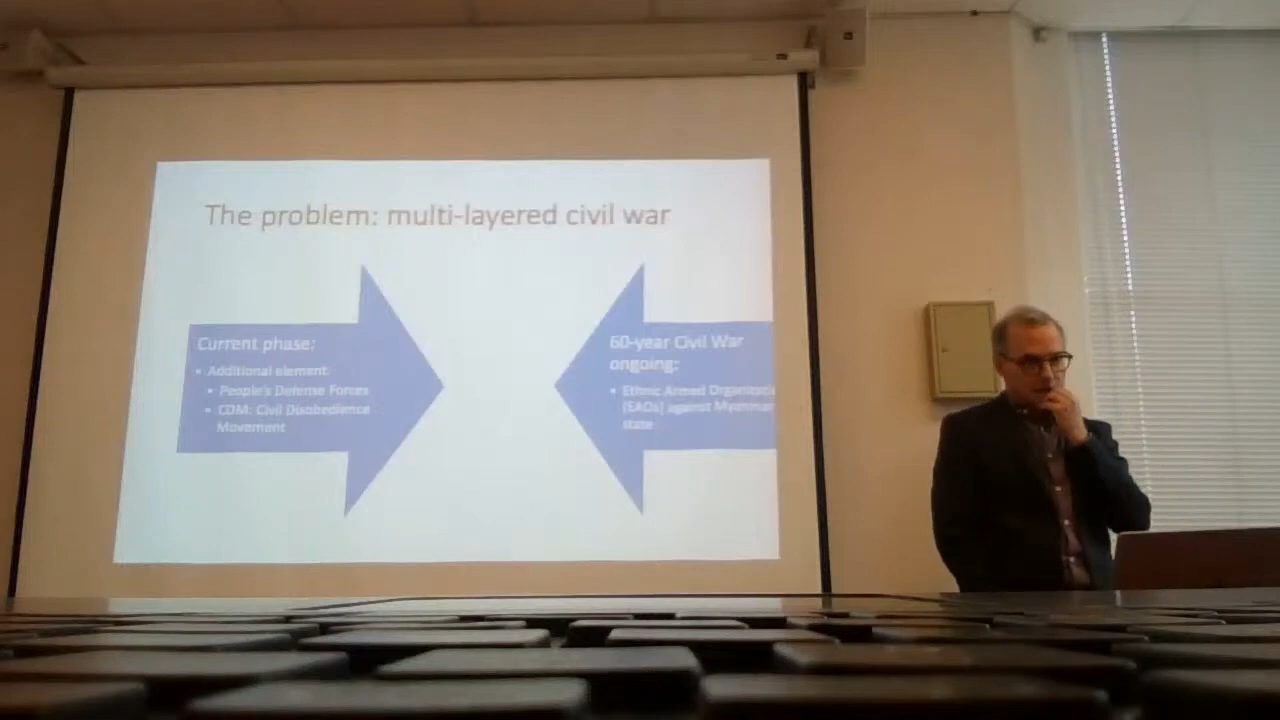 The problem: multi-layered civil war
Current phase:
• Additional element:
• People's Defense Forces
• CDM: Civil Disobedience
Movement
60-year Civil War
ongoing:
• Ethnic Armed Organizati
(EAOs) against Myanmar
state